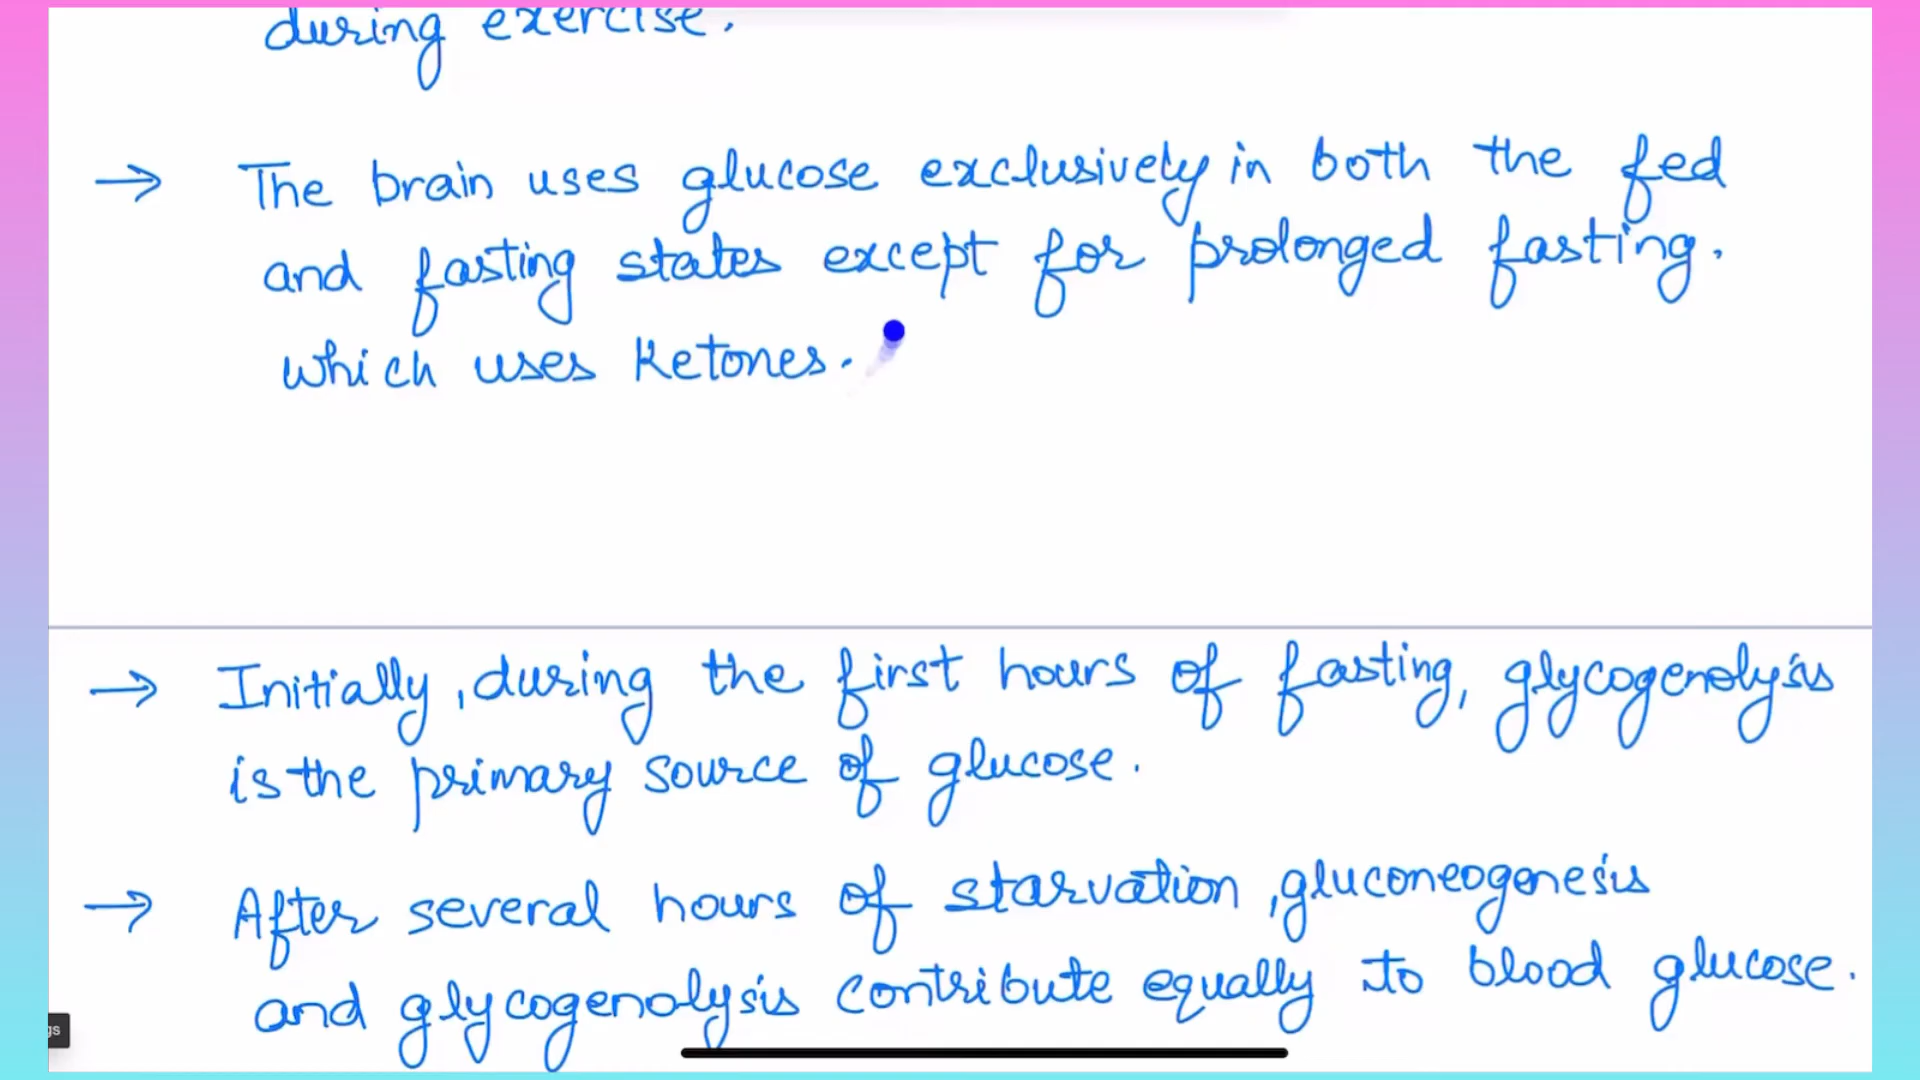 during exercise.
→ The brain uses glucose exclusively in both the fed
and fasting states except for prolonged fasting.
which uses Ketones.
→ Initially, during the first hours of fasting, glycogenolysis
is the primary source of glucose.
→ After several hours of starvation, gluconeogenesis
and glycogenolysis contribute equally to blood glucose.
gs